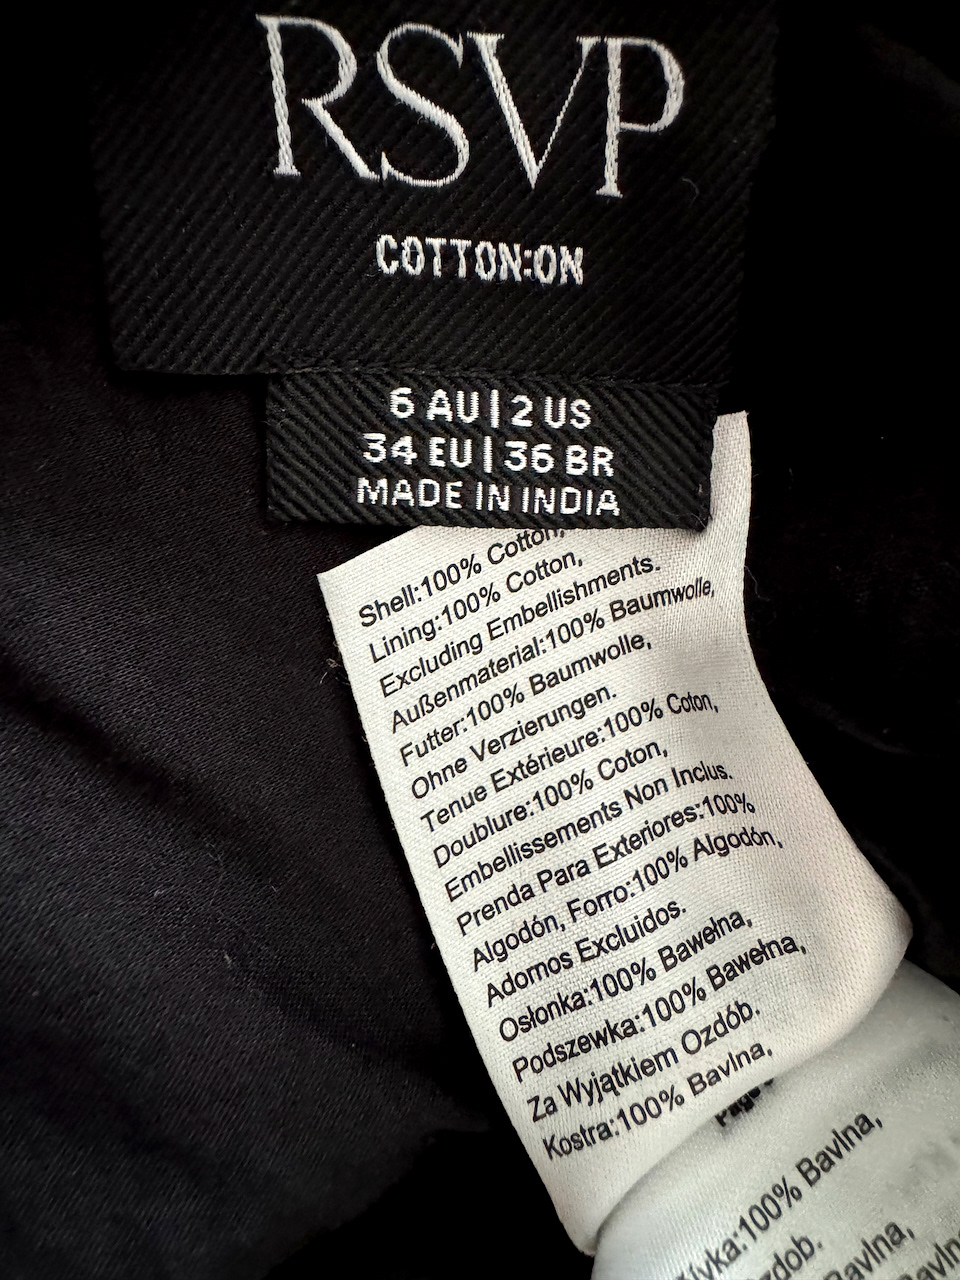 RSVP
COTTON:ON
6 AU | 2 US
34 EU | 36 BR
MADE IN INDIA
Shell:100% Cotton,
Lining:100% Cotton,
Excluding Embellishments.
Außenmaterial:100% Baumwolle,
Futter:100% Baumwolle,
Ohne Verzierungen.
Tenue Extérieure:100% Coton,
Doublure:100% Coton,
Embellissements Non Inclus.
Prenda Para Exteriores:100%
Algodón, Forro:100% Algodón,
Adornos Excluidos.
Osłonka:100% Bawełna,
Podszewka:100% Bawełna,
Za Wyjątkiem Ozdób.
Kostra:100% Bavlna,
Page
100% Bavlna,